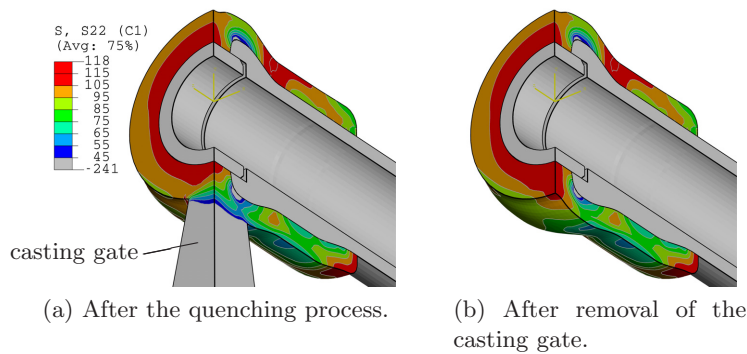 S, S22 (C1)
(Avg: 75%)
118
115
105
95
85
75
65
55
45
-241
casting gate
(a) After the quenching process.
(b) After removal of the
casting gate.